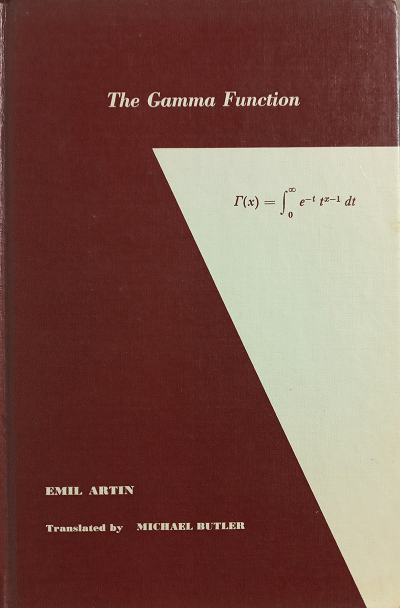 The Gamma Function
Γ(x) = ∫₀^∞ e^{-t} t^{x-1} dt
EMIL ARTIN
Translated by MICHAEL BUTLER